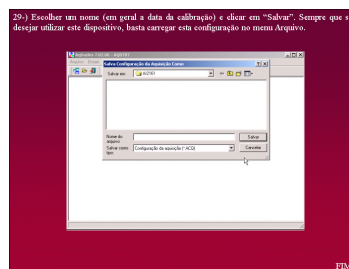 29-) Escolher um nome (em geral a data da calibração) e clicar em “Salvar”. Sempre que s
desejar utilizar este dispositivo, basta carregar esta configuração no menu Arquivo.
Salva Configuração da Aquisição Como
Salvar em:
Nome do
arquivo:
Salvar
Salvar como
tipo:
Configuração da aquisição (*.ACQ)
Cancelar
FIM